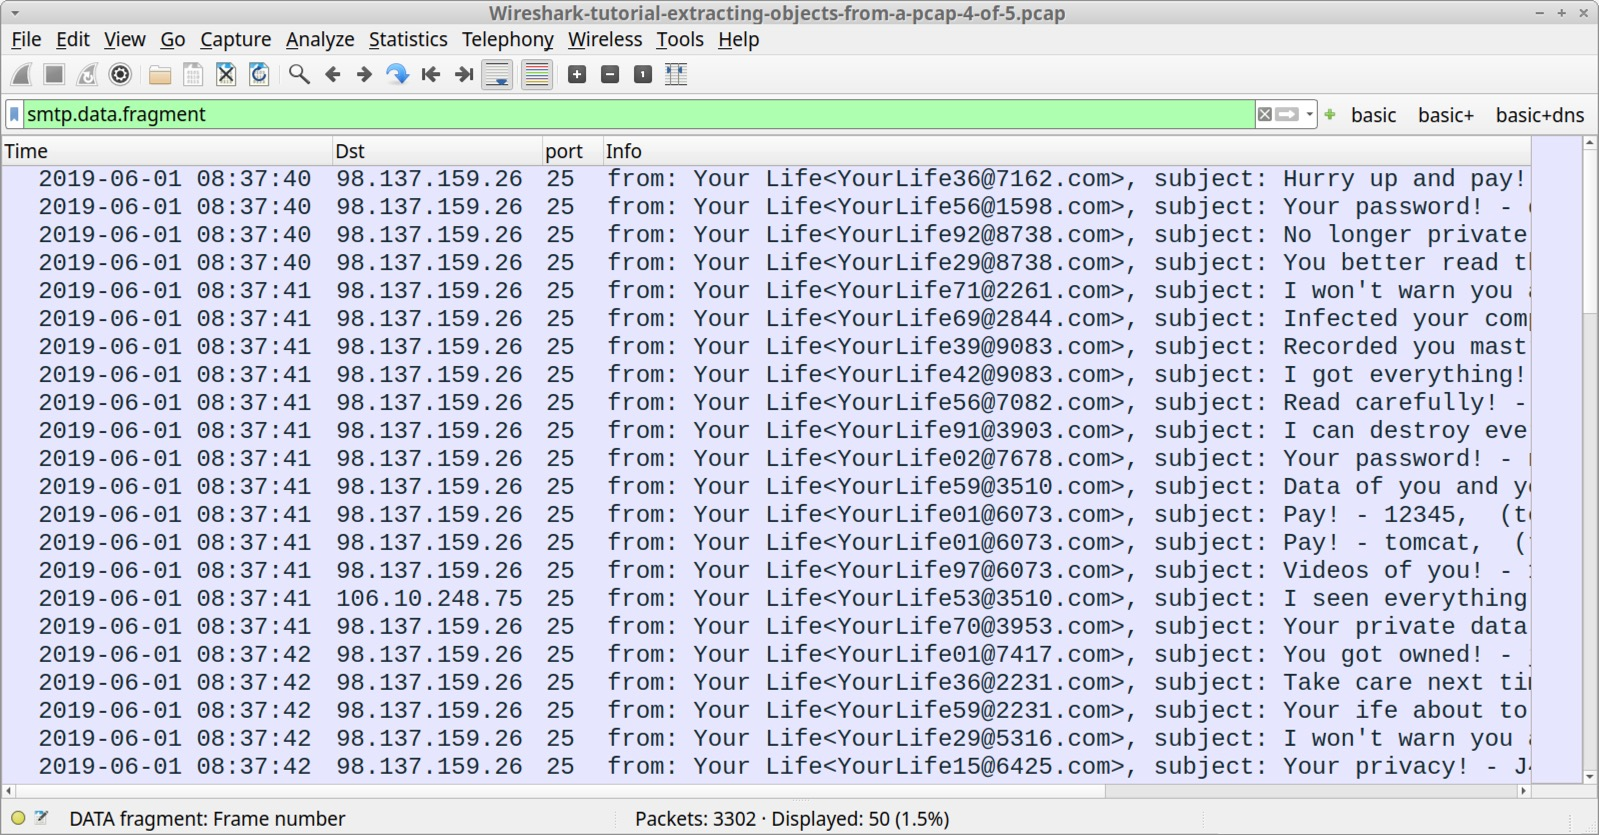 Wireshark-tutorial-extracting-objects-from-a-pcap-4-of-5.pcap
File Edit View Go Capture Analyze Statistics Telephony Wireless Tools Help
smtp.data.fragment basic basic+ basic+dns
Time Dst port Info
2019-06-01 08:37:40 98.137.159.26 25 from: Your Life<YourLife36@7162.com>, subject: Hurry up and pay!
2019-06-01 08:37:40 98.137.159.26 25 from: Your Life<YourLife56@1598.com>, subject: Your password! -
2019-06-01 08:37:40 98.137.159.26 25 from: Your Life<YourLife92@8738.com>, subject: No longer private
2019-06-01 08:37:40 98.137.159.26 25 from: Your Life<YourLife29@8738.com>, subject: You better read
2019-06-01 08:37:41 98.137.159.26 25 from: Your Life<YourLife71@2261.com>, subject: I won't warn you
2019-06-01 08:37:41 98.137.159.26 25 from: Your Life<YourLife69@2844.com>, subject: Infected your
2019-06-01 08:37:41 98.137.159.26 25 from: Your Life<YourLife39@9083.com>, subject: Recorded you mast
2019-06-01 08:37:41 98.137.159.26 25 from: Your Life<YourLife42@9083.com>, subject: I got everything!
2019-06-01 08:37:41 98.137.159.26 25 from: Your Life<YourLife56@7082.com>, subject: Read carefully! -
2019-06-01 08:37:41 98.137.159.26 25 from: Your Life<YourLife91@3903.com>, subject: I can destroy eve
2019-06-01 08:37:41 98.137.159.26 25 from: Your Life<YourLife02@7678.com>, subject: Your password! -
2019-06-01 08:37:41 98.137.159.26 25 from: Your Life<YourLife59@3510.com>, subject: Data of you and
2019-06-01 08:37:41 98.137.159.26 25 from: Your Life<YourLife01@6073.com>, subject: Pay! - 12345,
2019-06-01 08:37:41 98.137.159.26 25 from: Your Life<YourLife01@6073.com>, subject: Pay! - tomcat, (
2019-06-01 08:37:41 98.137.159.26 25 from: Your Life<YourLife97@6073.com>, subject: Videos of you! -
2019-06-01 08:37:41 106.10.248.75 25 from: Your Life<YourLife53@3510.com>, subject: I seen everything
2019-06-01 08:37:41 98.137.159.26 25 from: Your Life<YourLife70@3953.com>, subject: Your private data
2019-06-01 08:37:42 98.137.159.26 25 from: Your Life<YourLife01@7417.com>, subject: You got owned! -
2019-06-01 08:37:42 98.137.159.26 25 from: Your Life<YourLife36@2231.com>, subject: Take care next
2019-06-01 08:37:42 98.137.159.26 25 from: Your Life<YourLife59@2231.com>, subject: Your ife about to
2019-06-01 08:37:42 98.137.159.26 25 from: Your Life<YourLife29@5316.com>, subject: I won't warn you
2019-06-01 08:37:42 98.137.159.26 25 from: Your Life<YourLife15@6425.com>, subject: Your privacy! -
DATA fragment: Frame number Packets: 3302 · Displayed: 50 (1.5%)